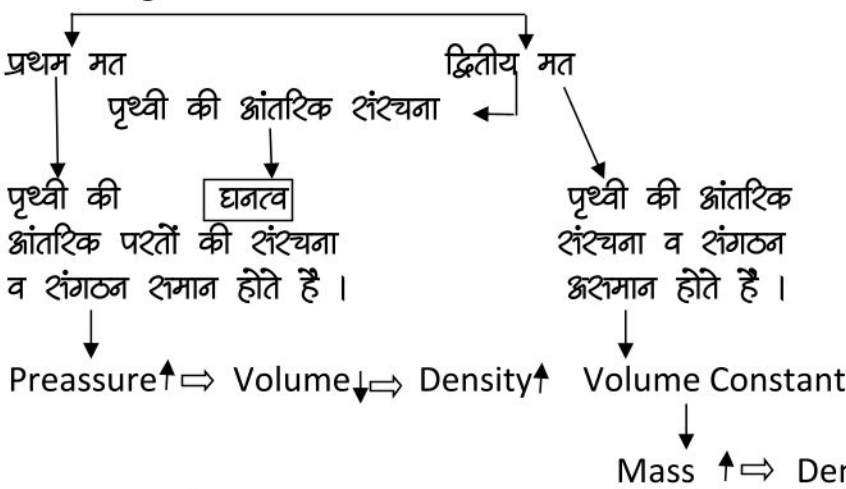 प्रथम मत द्वितीय मत
पृथ्वी की आंतरिक संरचना
पृथ्वी की घनत्व
आंतरिक परतों की संरचना
व संगठन समान होते है ।
पृथ्वी की आंतरिक
संरचना व संगठन
असमान होते है ।
Preassure↑⇨ Volume↓⇨ Density↑ Volume Constant
Mass ↑⇨